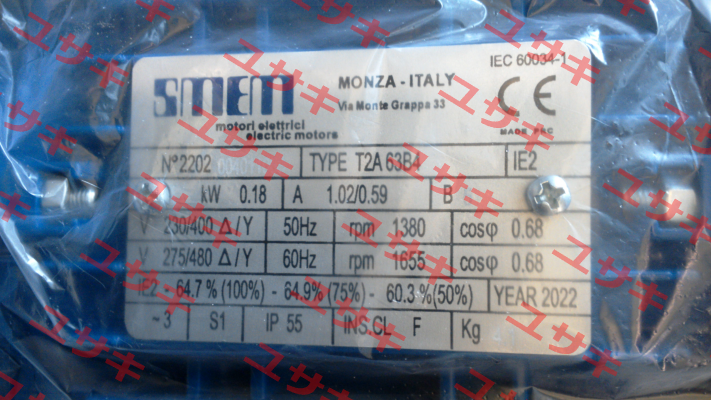 IEC 60034-1
SMEM
MONZA - ITALY
Via Monte Grappa 33
CE
motori elettrici
electric motors
MADE PRC
N° 2202
TYPE T2A 63B4
IE2
kW 0.18 A 1.02/0.59 B
V 230/400 Δ/Y 50Hz rpm 1380 cosφ 0.68
V 275/480 Δ/Y 60Hz rpm 1655 cosφ 0.68
IE2 - 64.7 % (100%) - 64.9% (75%) - 60.3 % (50%) YEAR 2022
~ 3 S1 IP 55 INS.CL F Kg
ユサキ